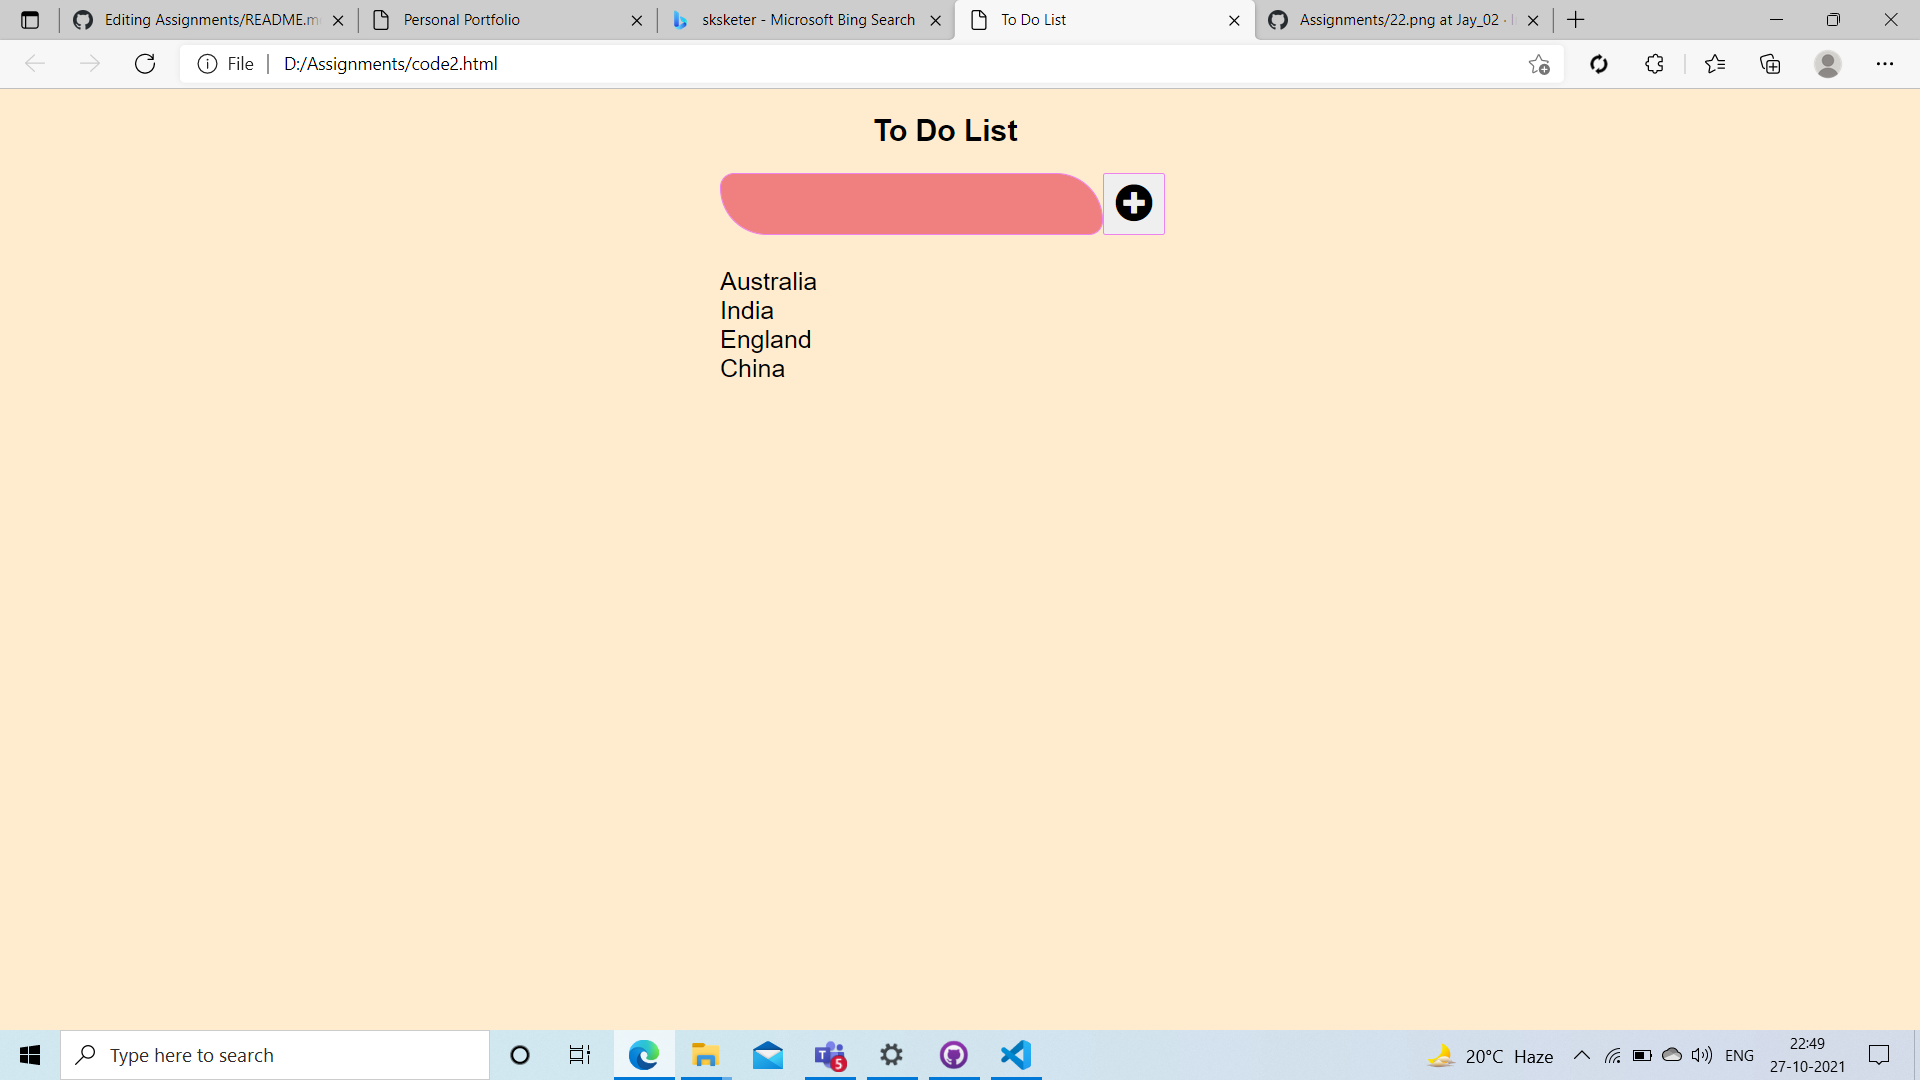 Editing Assignments/README.m
Personal Portfolio
sksketer - Microsoft Bing Search
To Do List
Assignments/22.png at Jay_02 ·
File
D:/Assignments/code2.html
To Do List
Australia
India
England
China
Type here to search
5
20°C Haze
ENG
22:49
27-10-2021